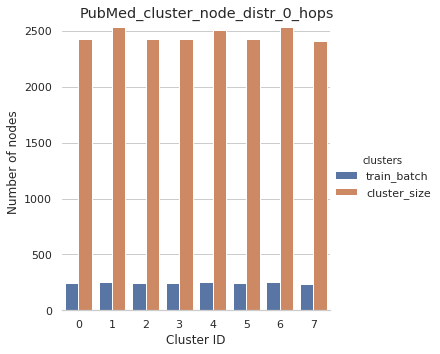 PubMed_cluster_node_distr_0_hops
2500
2000
1500
1000
500
0
Number of nodes
0 1 2 3 4 5 6 7
Cluster ID
clusters
train_batch
cluster_size